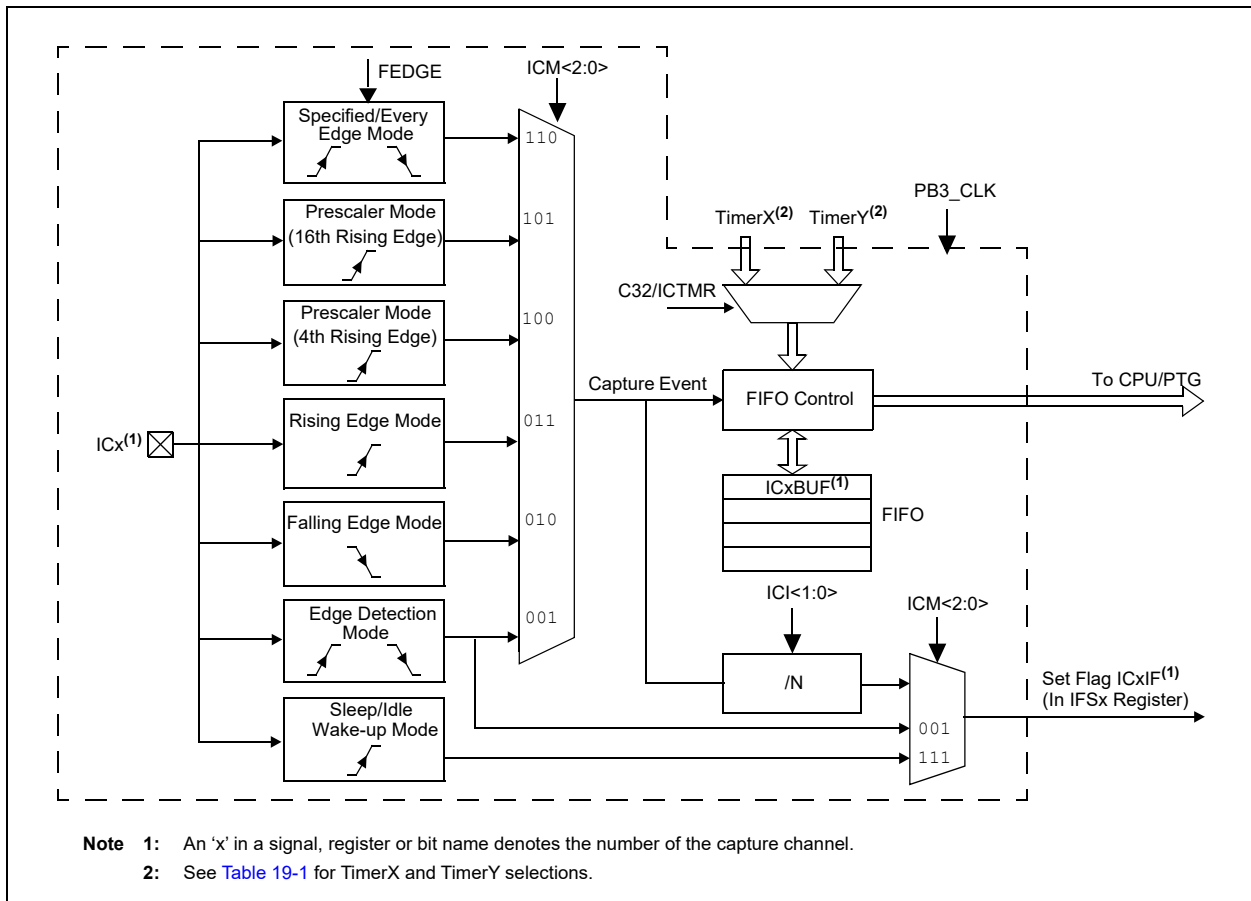 FEDGE
ICM<2:0>
Specified/Every
Edge Mode
110
PB3_CLK
Prescaler Mode
(16th Rising Edge)
101
TimerX(2)
TimerY(2)
C32/ICTMR
Prescaler Mode
(4th Rising Edge)
100
Capture Event
FIFO Control
To CPU/PTG
ICx(1)
Rising Edge Mode
011
ICxBUF(1)
FIFO
Falling Edge Mode
010
ICI<1:0>
ICM<2:0>
Edge Detection
Mode
001
/N
Set Flag ICxIF(1)
(In IFSx Register)
Sleep/Idle
Wake-up Mode
001
111
Note 1: An ‘x’ in a signal, register or bit name denotes the number of the capture channel.
2: See Table 19-1 for TimerX and TimerY selections.